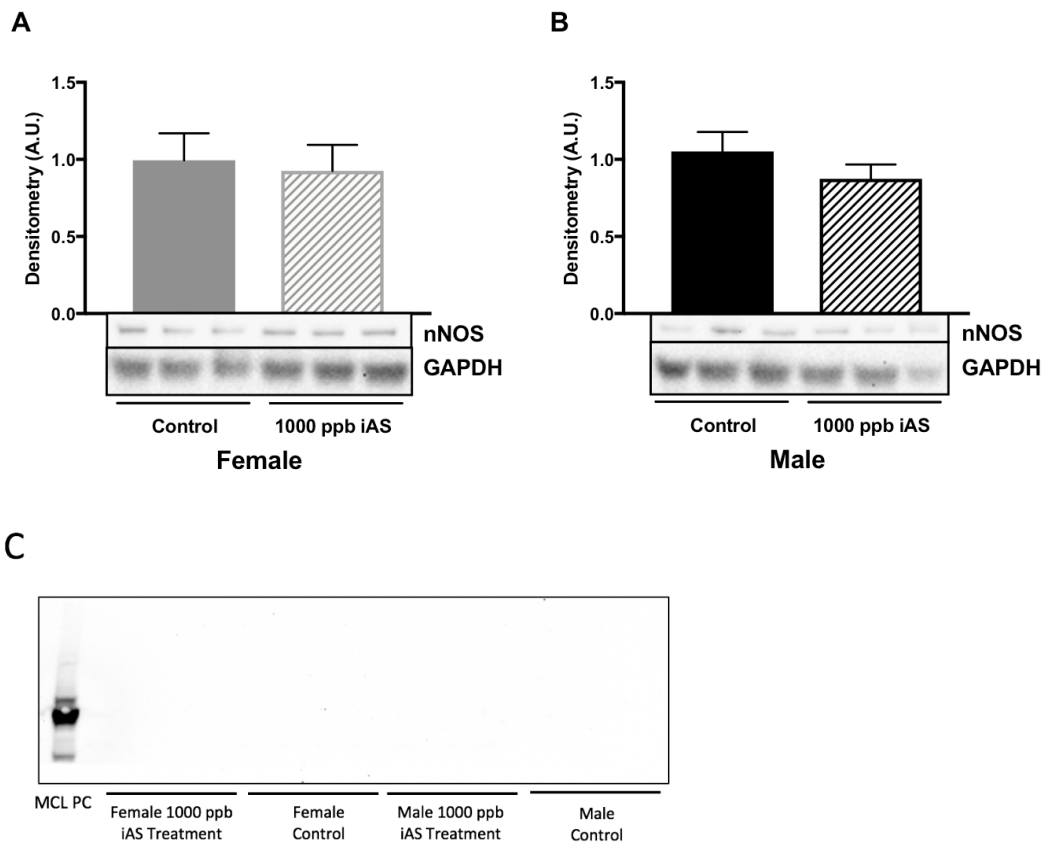 A
Densitometry (A.U.)
1.5
1.0
0.5
0.0
nNOS
GAPDH
Control
1000 ppb iAS
Female
B
Densitometry (A.U.)
1.5
1.0
0.5
0.0
nNOS
GAPDH
Control
1000 ppb iAS
Male
C
MCL PC
Female 1000 ppb
iAS Treatment
Female
Control
Male 1000 ppb
iAS Treatment
Male
Control